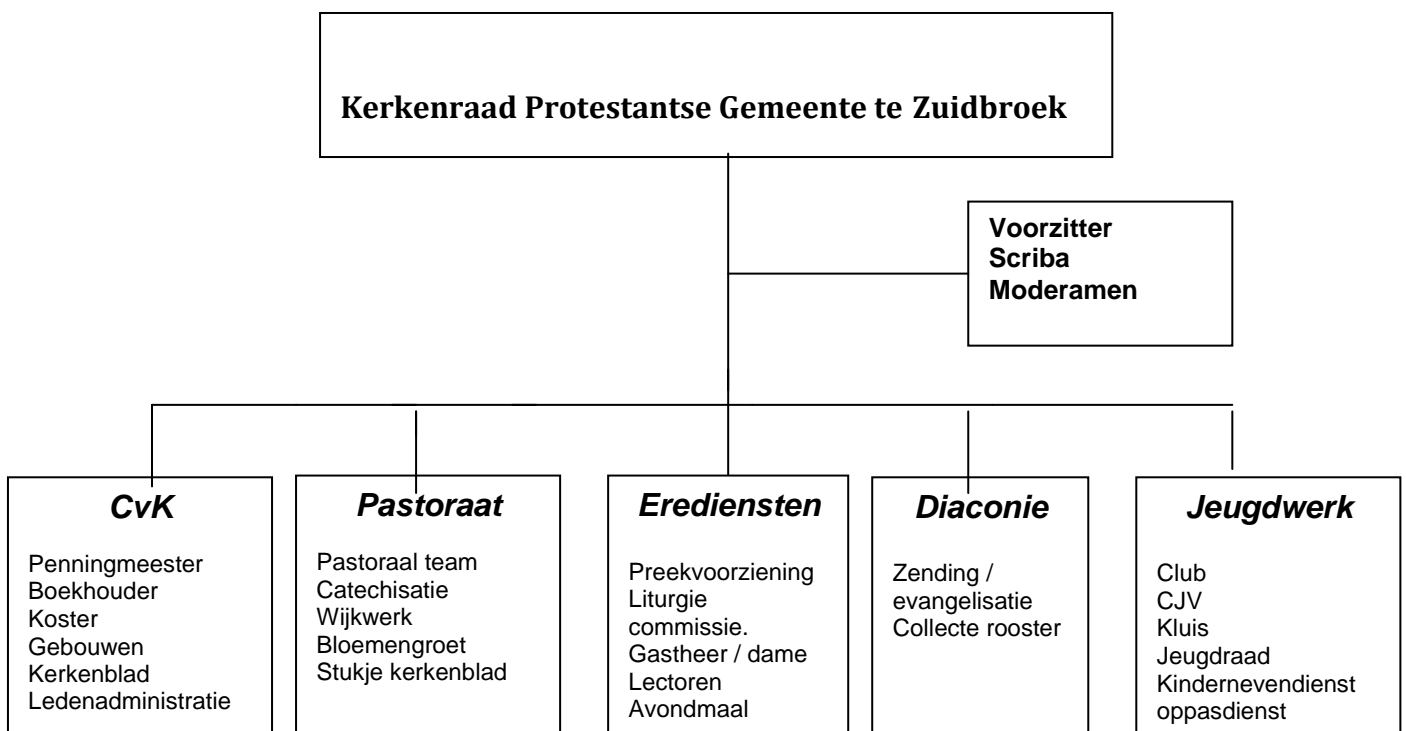 Kerkenraad Protestantse Gemeente te Zuidbroek
Voorzitter
Scriba
Moderamen
CvK
Penningmeester
Boekhouder
Koster
Gebouwen
Kerkenblad
Ledenadministratie
Pastoraat
Pastoraal team
Catechisatie
Wijkwerk
Bloemengroet
Stukje kerkenblad
Erediensten
Preekvoorziening
Liturgie
commissie.
Gastheer / dame
Lectoren
Avondmaal
Diaconie
Zending /
evangelisatie
Collecte rooster
Jeugdwerk
Club
CJV
Kluis
Jeugdraad
Kindernevendienst
oppasdienst